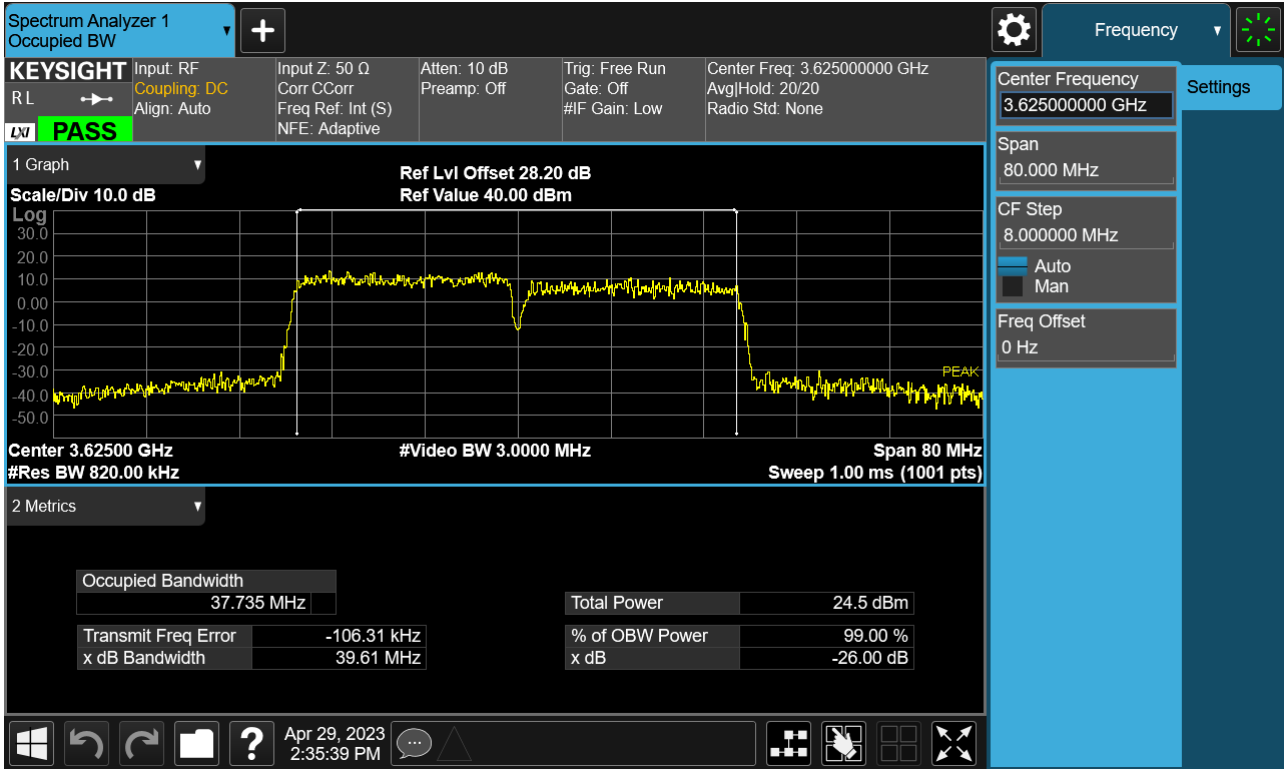 Spectrum Analyzer 1
Occupied BW
Frequency
KEYSIGHT
R L
LXI
PASS
Input: RF
Coupling: DC
Align: Auto
Input Z: 50 Ω
Corr CCorr
Freq Ref: Int (S)
NFE: Adaptive
Atten: 10 dB
Preamp: Off
Trig: Free Run
Gate: Off
#IF Gain: Low
Center Freq: 3.625000000 GHz
Avg|Hold: 20/20
Radio Std: None
Center Frequency
3.625000000 GHz
Settings
Span
80.000 MHz
CF Step
8.000000 MHz
Auto
Man
Freq Offset
0 Hz
1 Graph
Scale/Div 10.0 dB
Ref Lvl Offset 28.20 dB
Ref Value 40.00 dBm
Log
30.0
20.0
10.0
0.00
-10.0
-20.0
-30.0
-40.0
-50.0
PEAK
Center 3.62500 GHz
#Video BW 3.0000 MHz
Span 80 MHz
#Res BW 820.00 kHz
Sweep 1.00 ms (1001 pts)
2 Metrics
Occupied Bandwidth
37.735 MHz
Total Power 24.5 dBm
Transmit Freq Error -106.31 kHz
% of OBW Power 99.00 %
x dB Bandwidth 39.61 MHz
x dB -26.00 dB
?
Apr 29, 2023
2:35:39 PM